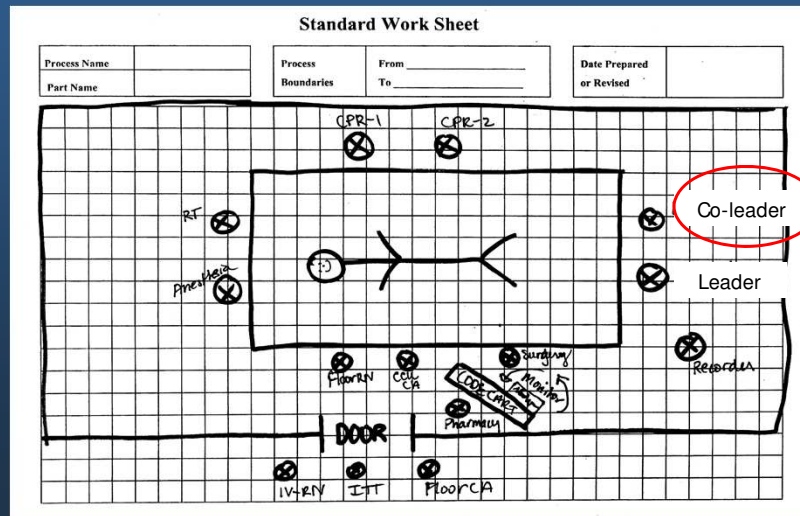 Standard Work Sheet
Process Name
Part Name
Process
Boundaries
From
To
Date Prepared
or Revised
CPR-1
CPR-2
RT
Co-leader
Anesthesia
Leader
Surgery
Recorder
Floor RN
CCU
CA
Monitor
CODE CART
Pharmacy
DOOR
IV-RN
ITT
Floor CA